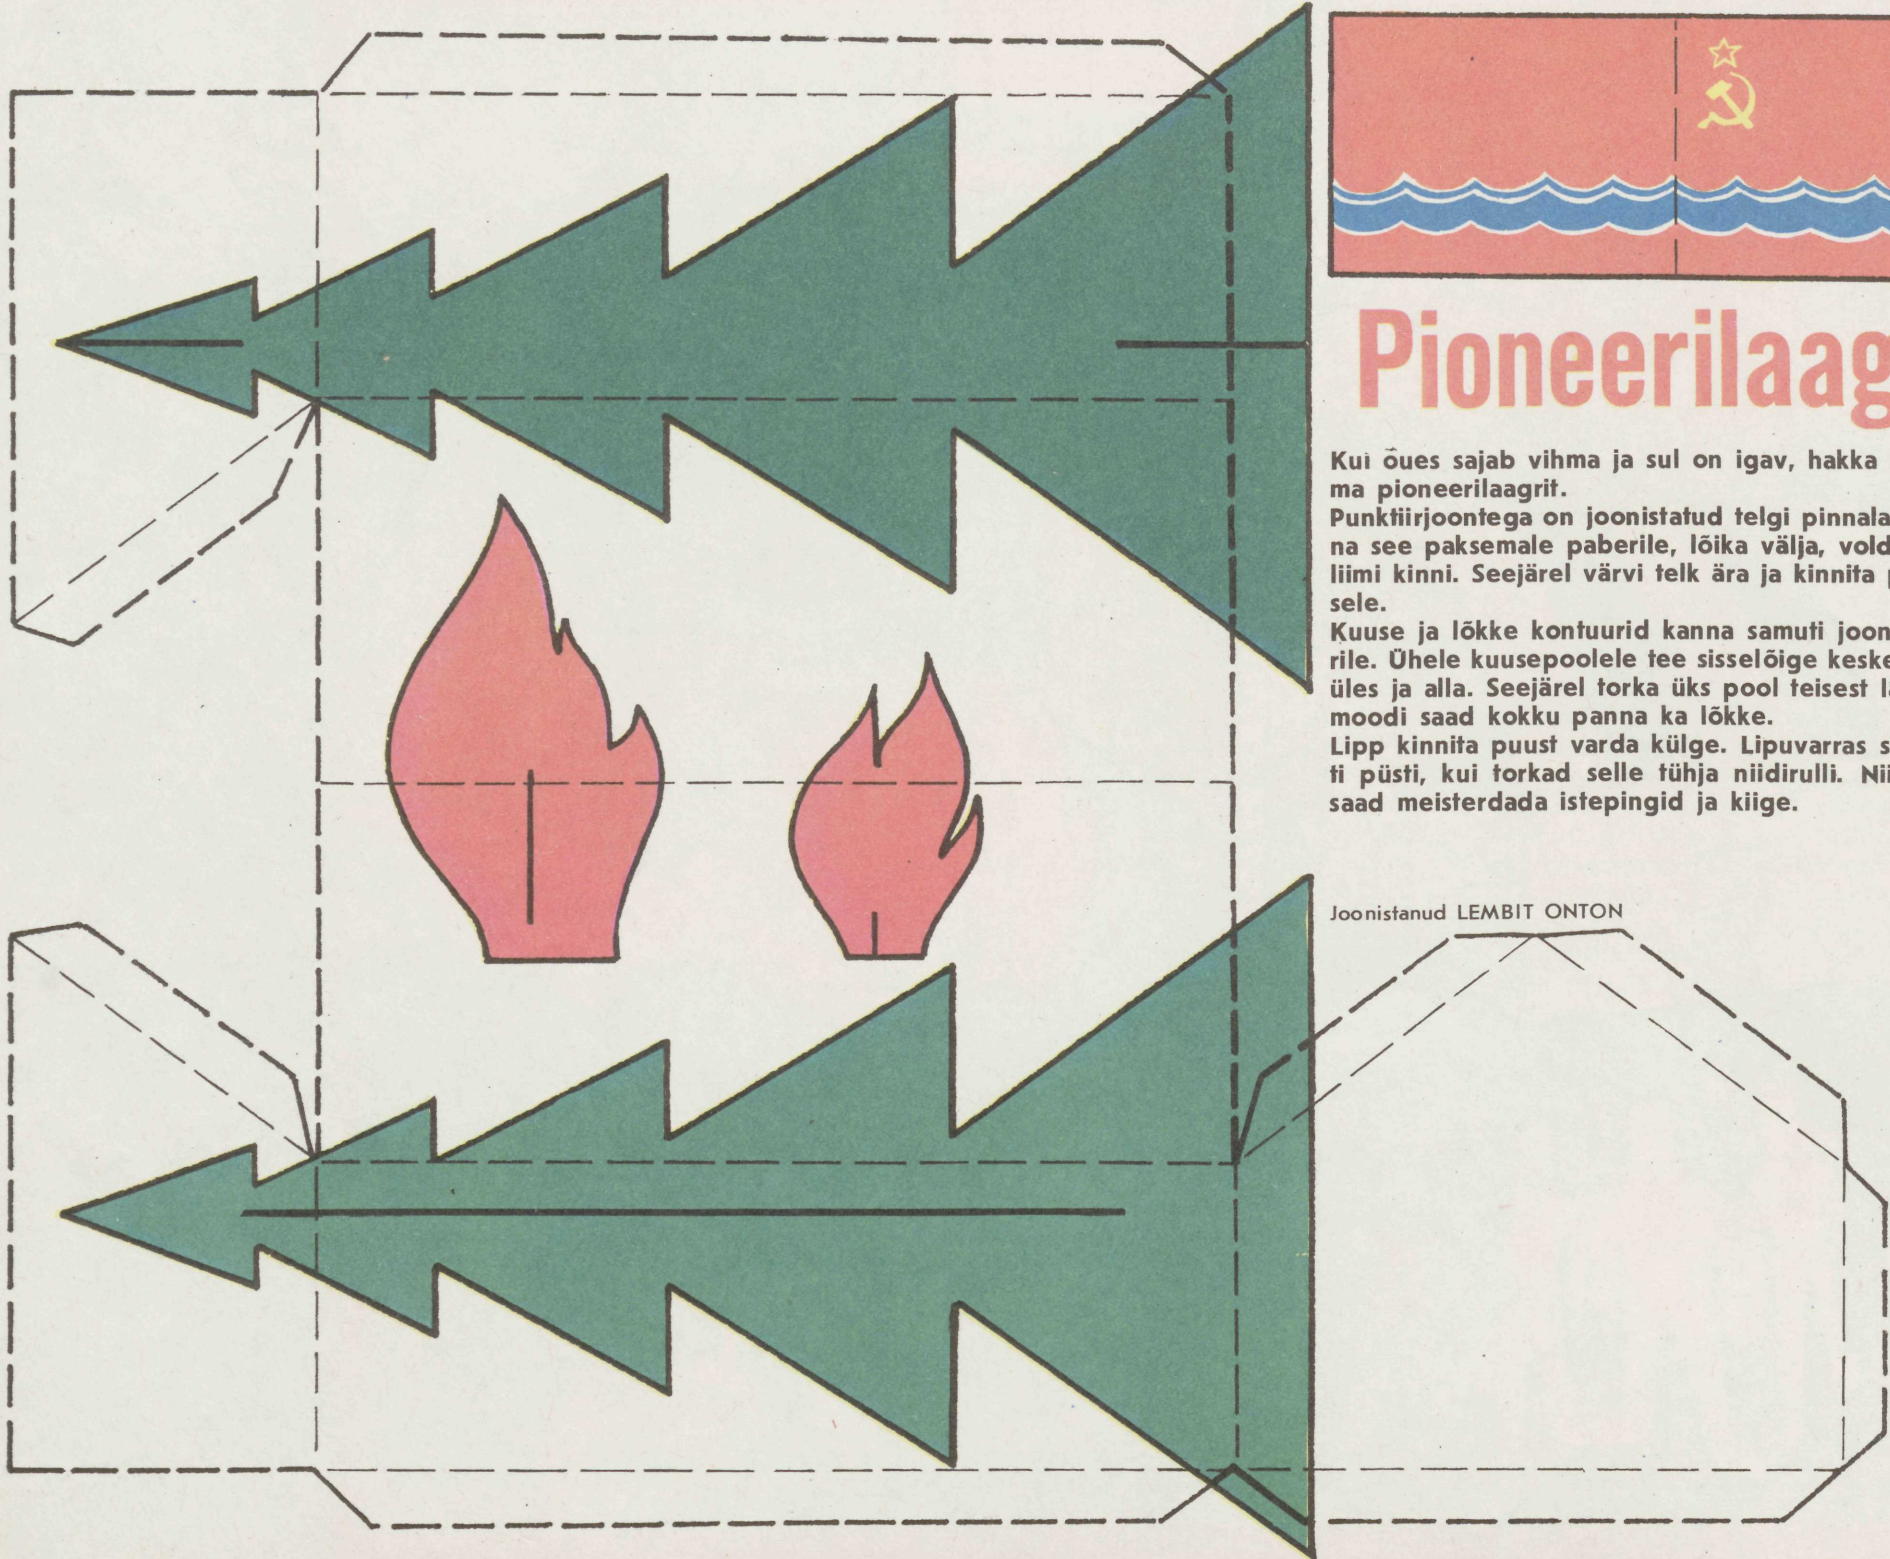 Pioneerilaag
Kui õues sajab vihma ja sul on igav, hakka
ma pioneerilaagrit.
Punktiirjoontega on joonistatud telgi pinnala
na see paksemale paberile, lõika välja, vold
liimi kinni. Seejärel värvi telk ära ja kinnita p
sele.
Kuuse ja lõkke kontuurid kanna samuti joon
rile. Ühele kuusepoolele tee sisselõige keske
üles ja alla. Seejärel torka üks pool teisest l
moodi saad kokku panna ka lõkke.
Lipp kinnita puust varda külge. Lipuvarras s
ti püsti, kui torkad selle tühja niidirulli. Nii
saad meisterdada istepingid ja kiige.
Joonistanud LEMBIT ONTON